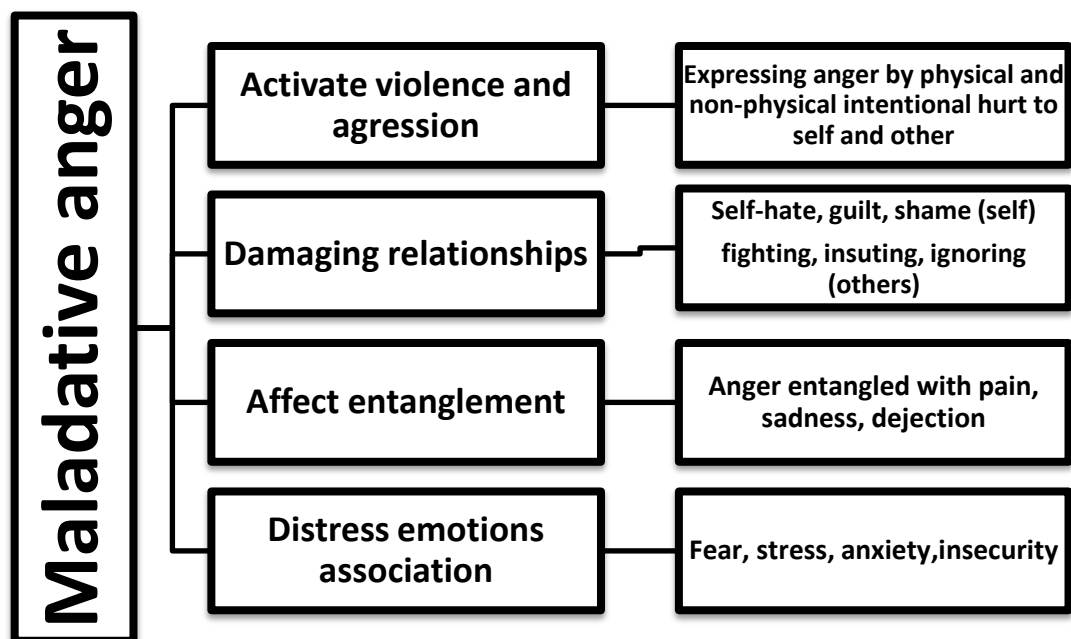 Maladative anger
Activate violence and
agression
Expressing anger by physical and
non-physical intentional hurt to
self and other
Damaging relationships
Self-hate, guilt, shame (self)
fighting, insuting, ignoring
(others)
Affect entanglement
Anger entangled with pain,
sadness, dejection
Distress emotions
association
Fear, stress, anxiety,insecurity